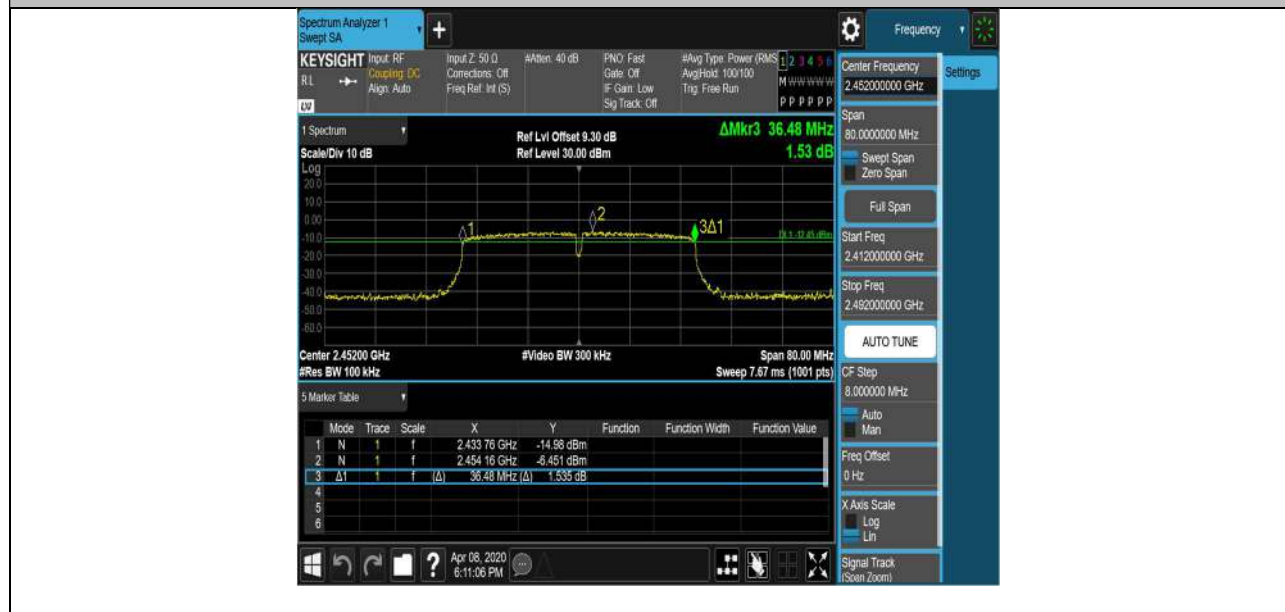 Spectrum Analyzer 1
Swept SA
+
Frequency
KEYSIGHT Input: RF Input Z: 50 Ω #Atten: 40 dB PNO: Fast #Avg Type: Power (RMS 1 2 3 4 5 6
RL Coupling: DC Corrections: Off Gate: Off Avg|Hold: 100/100 M W W W W W
Align: Auto Freq Ref: Int (S) IF Gain: Low Trig: Free Run
LXI Sig Track: Off P P P P P P
Center Frequency
2.452000000 GHz
Settings
Span
80.0000000 MHz
Swept Span
Zero Span
Full Span
Start Freq
2.412000000 GHz
Stop Freq
2.492000000 GHz
AUTO TUNE
CF Step
8.000000 MHz
Auto
Man
Freq Offset
0 Hz
X Axis Scale
Log
Lin
Signal Track
(Span Zoom)
1 Spectrum
Ref Lvl Offset 9.30 dB ΔMkr3 36.48 MHz
Scale/Div 10 dB Ref Level 30.00 dBm 1.53 dB
Log
20.0
10.0
0.00
-10.0
-20.0
-30.0
-40.0
-50.0
-60.0
1
2
3Δ1
DL1 -12.45 dBm
Center 2.45200 GHz #Video BW 300 kHz Span 80.00 MHz
#Res BW 100 kHz Sweep 7.67 ms (1001 pts)
5 Marker Table
Mode Trace Scale X Y Function Function Width Function Value
1 N 1 f 2.433 76 GHz -14.98 dBm
2 N 1 f 2.454 16 GHz -6.451 dBm
3 Δ1 1 f (Δ) 36.48 MHz (Δ) 1.535 dB
4
5
6
?
Apr 08, 2020
6:11:06 PM